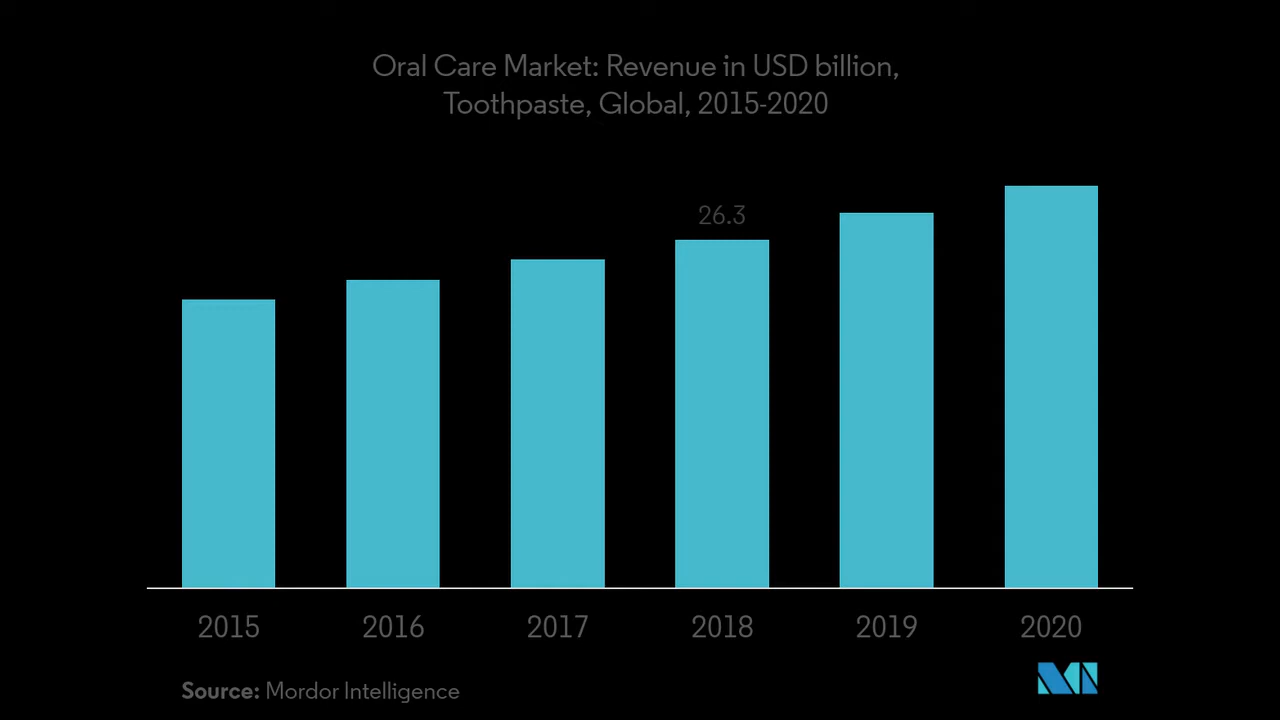 Oral Care Market: Revenue in USD billion,
Toothpaste, Global, 2015-2020
26.3
2015 2016 2017 2018 2019 2020
Source: Mordor Intelligence